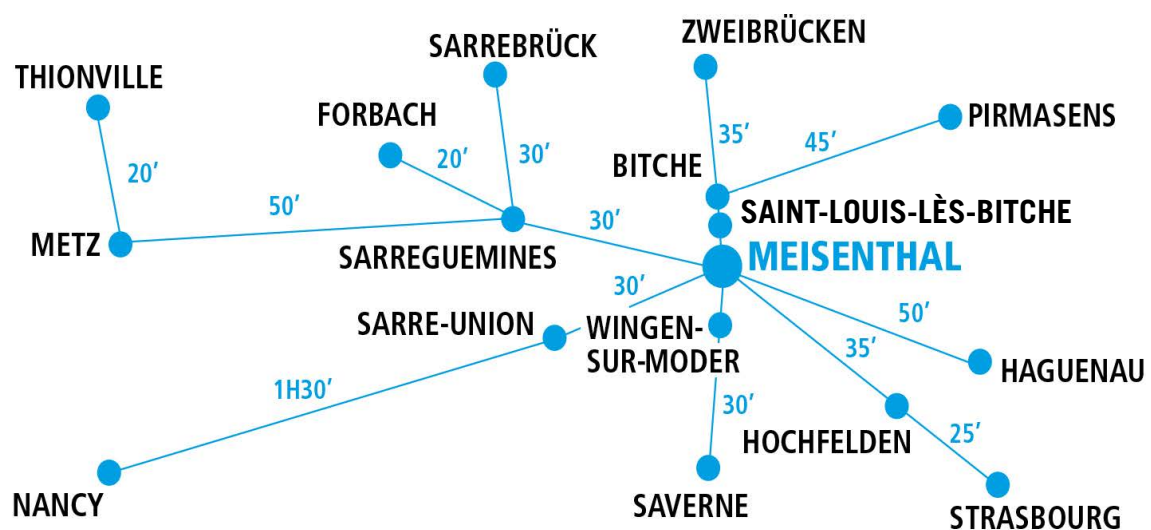 ZWEIBRÜCKEN
SARREBRÜCK
THIONVILLE
FORBACH
PIRMASENS
35’
45’
20’
30’
20’
BITCHE
50’
30’
SAINT-LOUIS-LÈS-BITCHE
METZ
SARREGUEMINES
MEISENTHAL
30’
SARRE-UNION
WINGEN-
SUR-MODER
50’
35’
HAGUENAU
1H30’
30’
HOCHFELDEN
25’
NANCY
SAVERNE
STRASBOURG